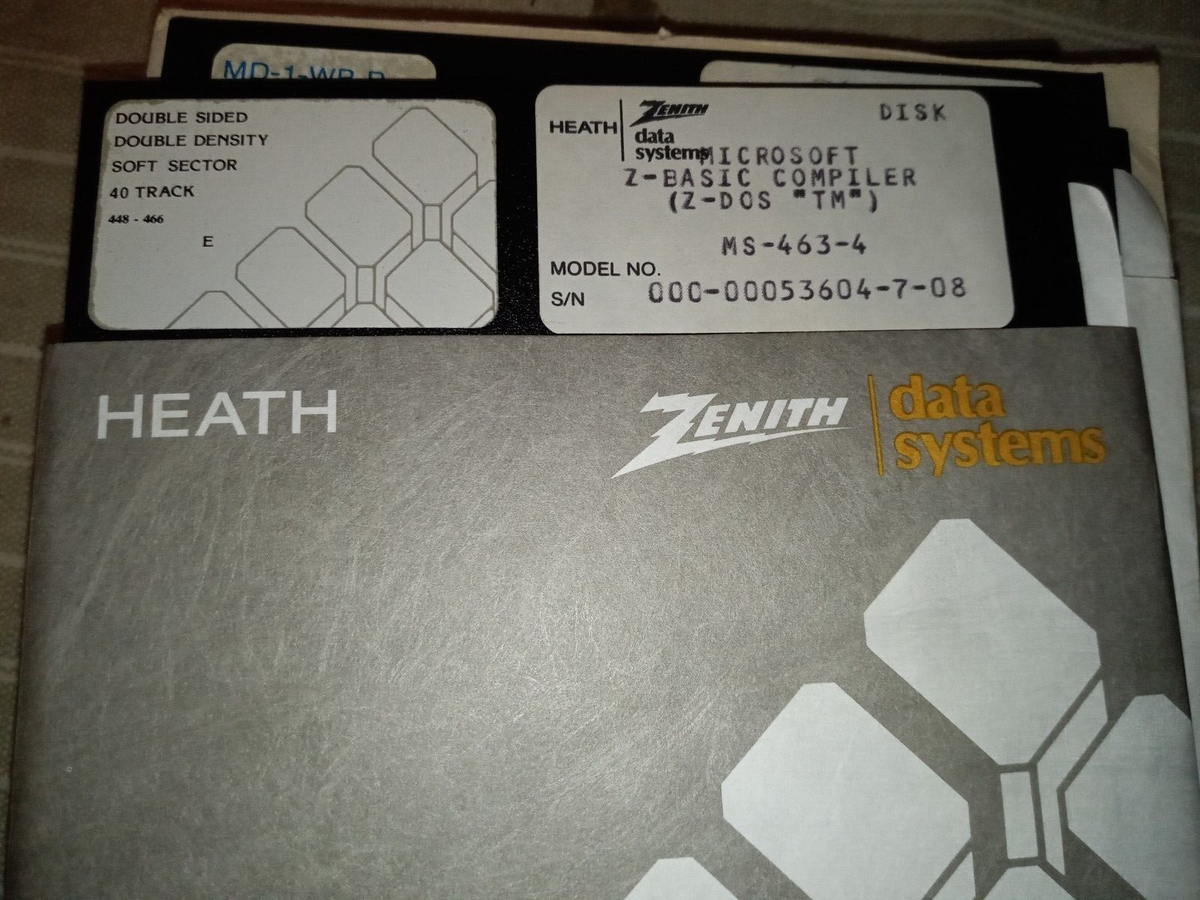 MD-1-WP-R
DOUBLE SIDED
DOUBLE DENSITY
SOFT SECTOR
40 TRACK
448 - 466
E
HEATH ZENITH data systems
DISK
MICROSOFT
Z-BASIC COMPILER
(Z-DOS "TM")
MS-463-4
MODEL NO.
S/N 000-00053604-7-08
HEATH ZENITH data systems